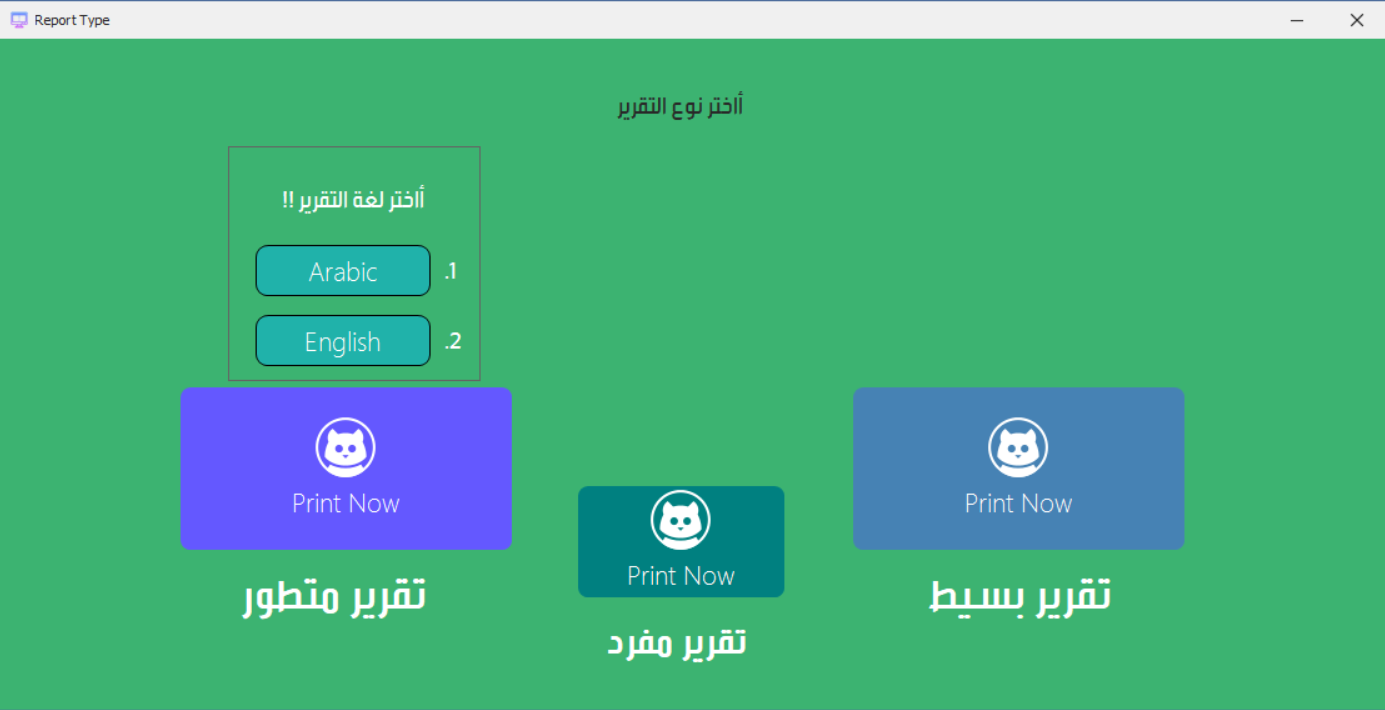 Report Type
أاختر نوع التقرير
أاختر لغة التقرير !!
Arabic
.1
English
.2
Print Now
Print Now
Print Now
تقرير بسيط
تقرير متطور
تقرير مفرد